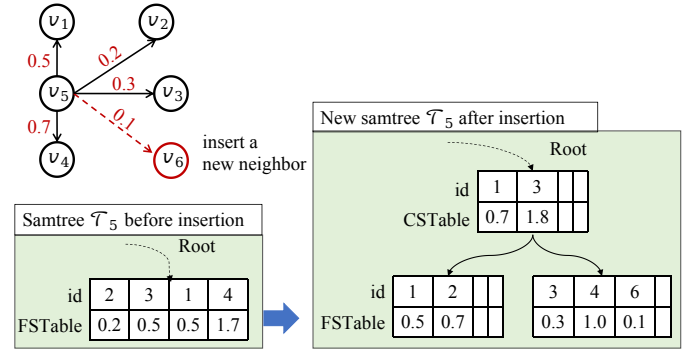 v₁ v₂
0.5 0.2
v₅ 0.3 v₃
0.7 0.1
v₄ v₆
insert a
new neighbor
Samtree 𝒯₅ before insertion
Root
id 2 3 1 4
FSTable 0.2 0.5 0.5 1.7
New samtree 𝒯₅ after insertion
Root
id 1 3
CSTable 0.7 1.8
id 1 2 3 4 6
FSTable 0.5 0.7 0.3 1.0 0.1